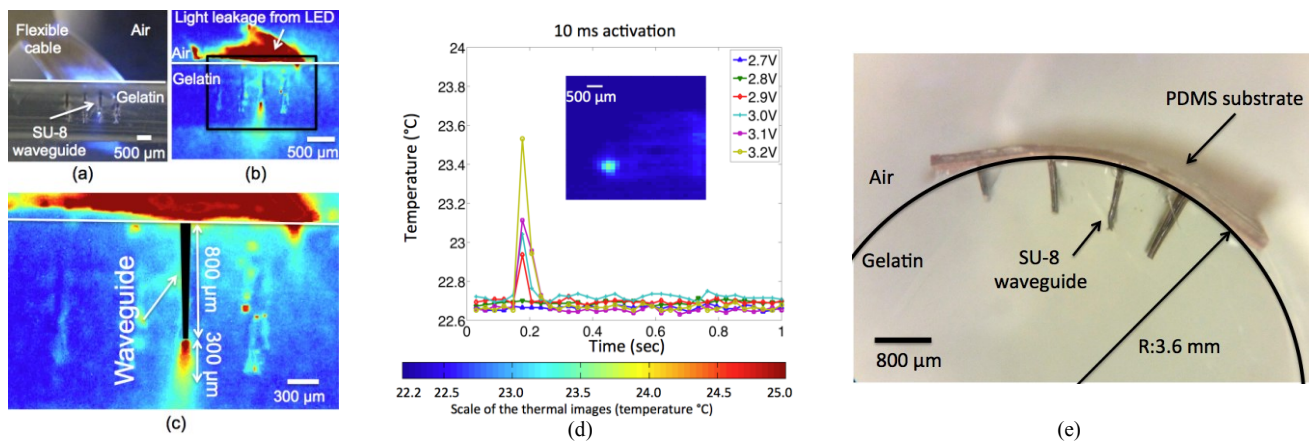 Flexible
cable
Air
Gelatin
SU-8
waveguide
500 µm
(a)
Light leakage from LED
Air
Gelatin
500 µm
(b)
Waveguide
800 µm
300 µm
300 µm
(c)
10 ms activation
24
23.8
23.6
23.4
23.2
23
22.8
22.6
Temperature (°C)
500 µm
2.7V
2.8V
2.9V
3.0V
3.1V
3.2V
0
0.2
0.4
0.6
0.8
1
Time (sec)
22.2 22.5 23.0 23.5 24.0 24.5 25.0
Scale of the thermal images (temperature °C)
(d)
PDMS substrate
Air
Gelatin
SU-8
waveguide
800 µm
R:3.6 mm
(e)